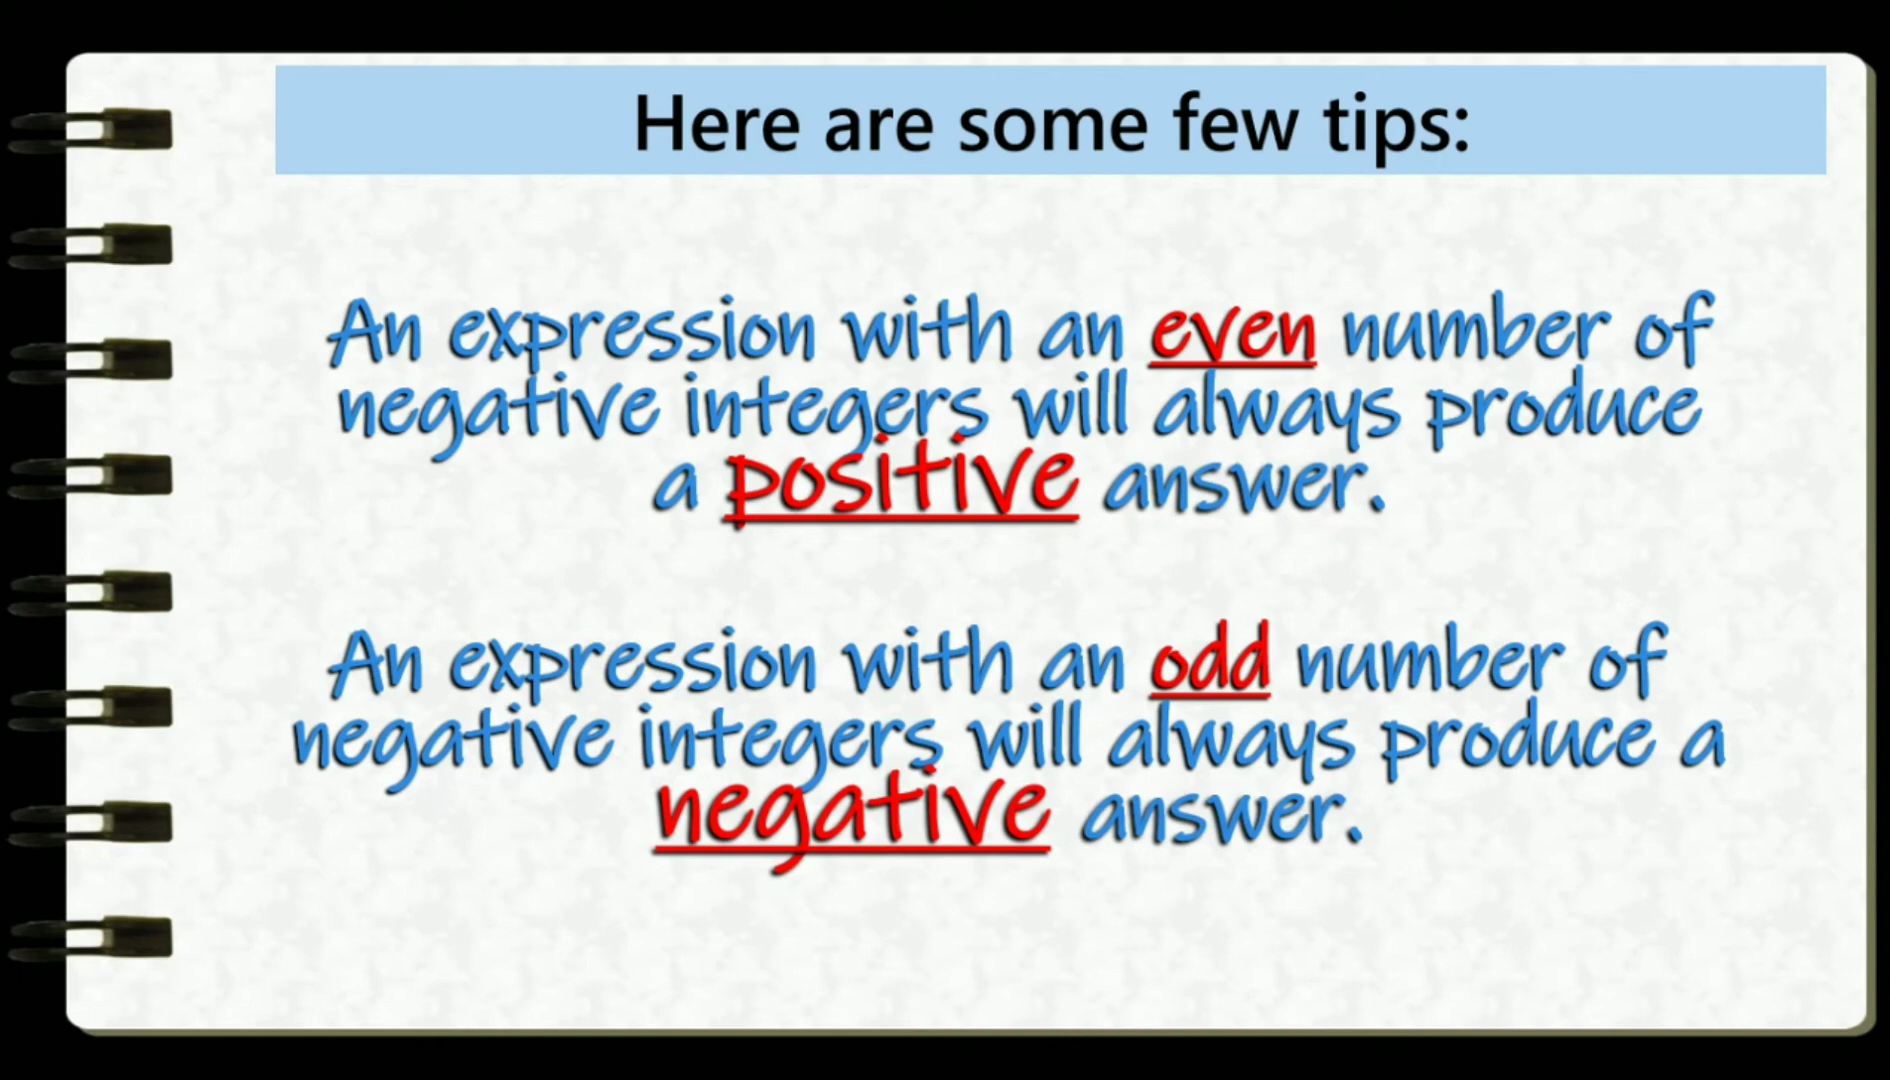 Here are some few tips:
An expression with an even number of
negative integers will always produce
a positive answer.
An expression with an odd number of
negative integers will always produce a
negative answer.